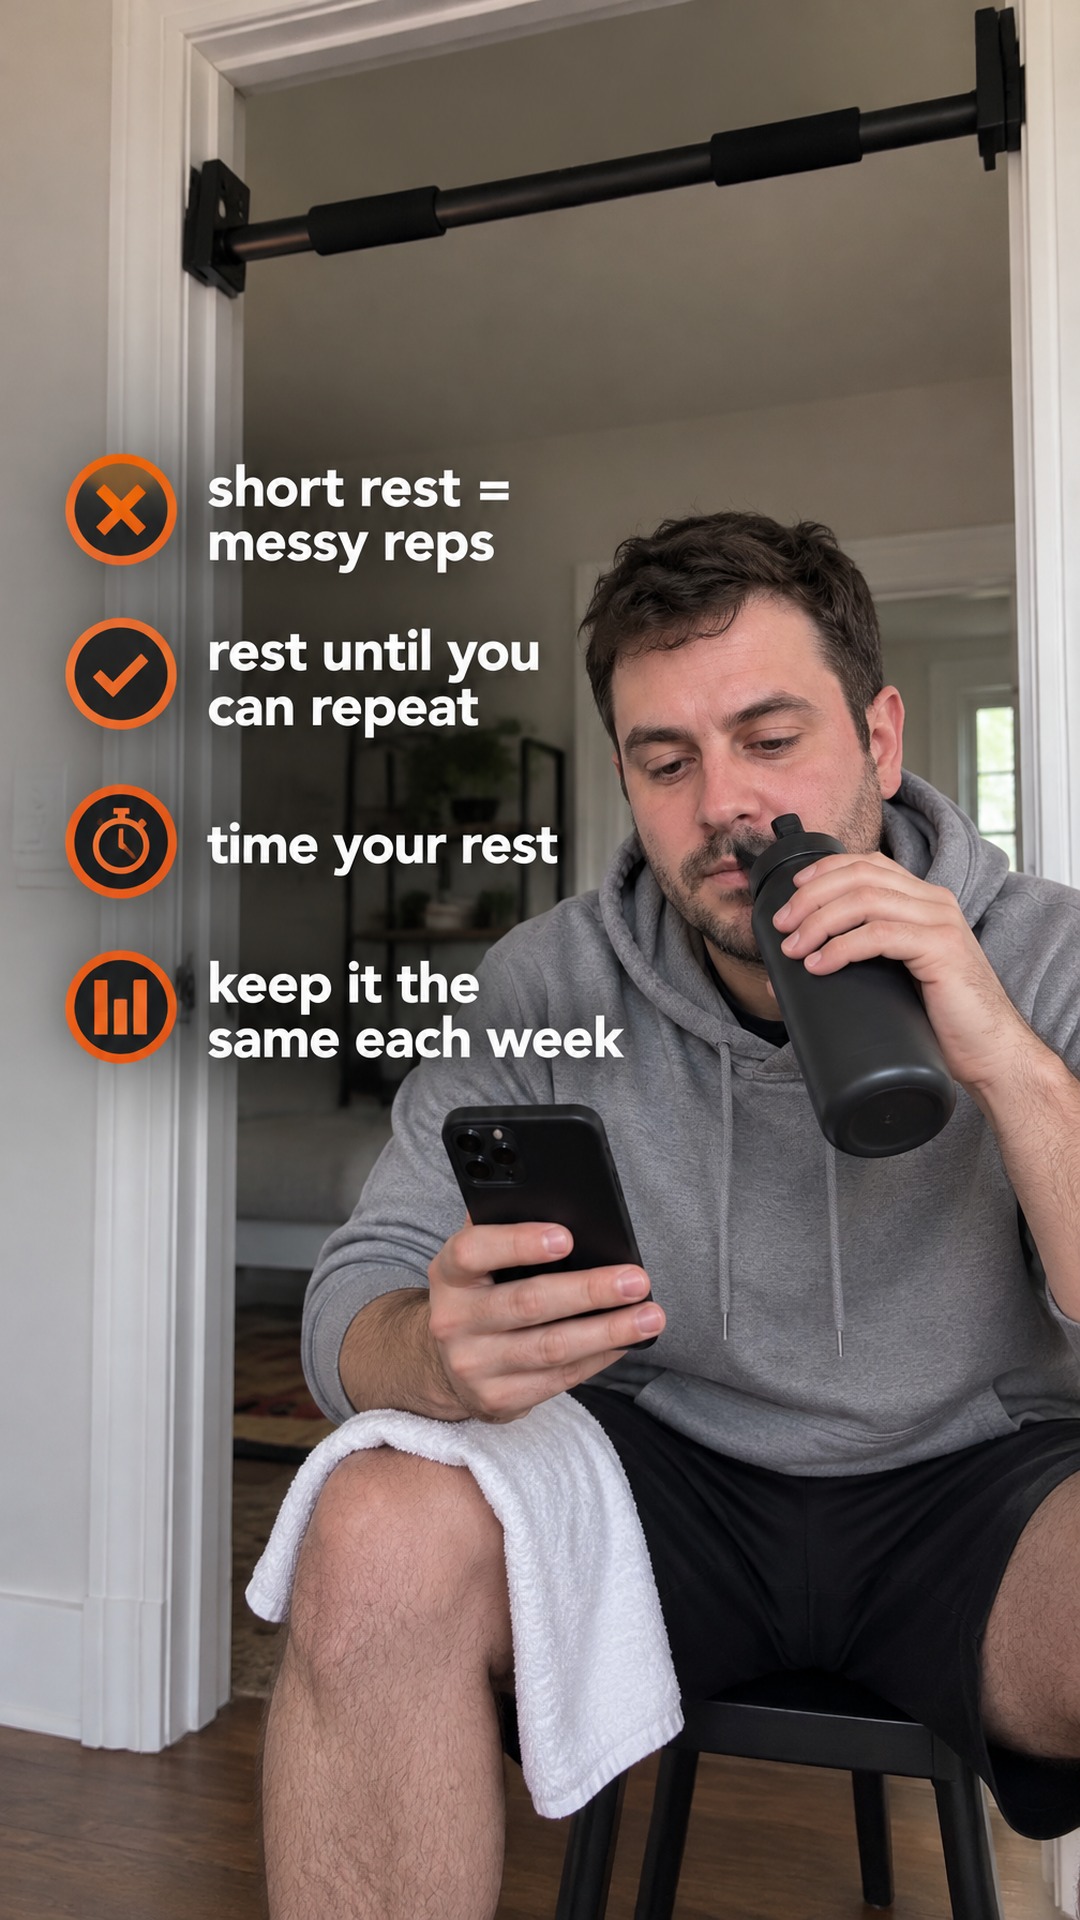 short rest =
messy reps
rest until you
can repeat
time your rest
keep it the
same each week